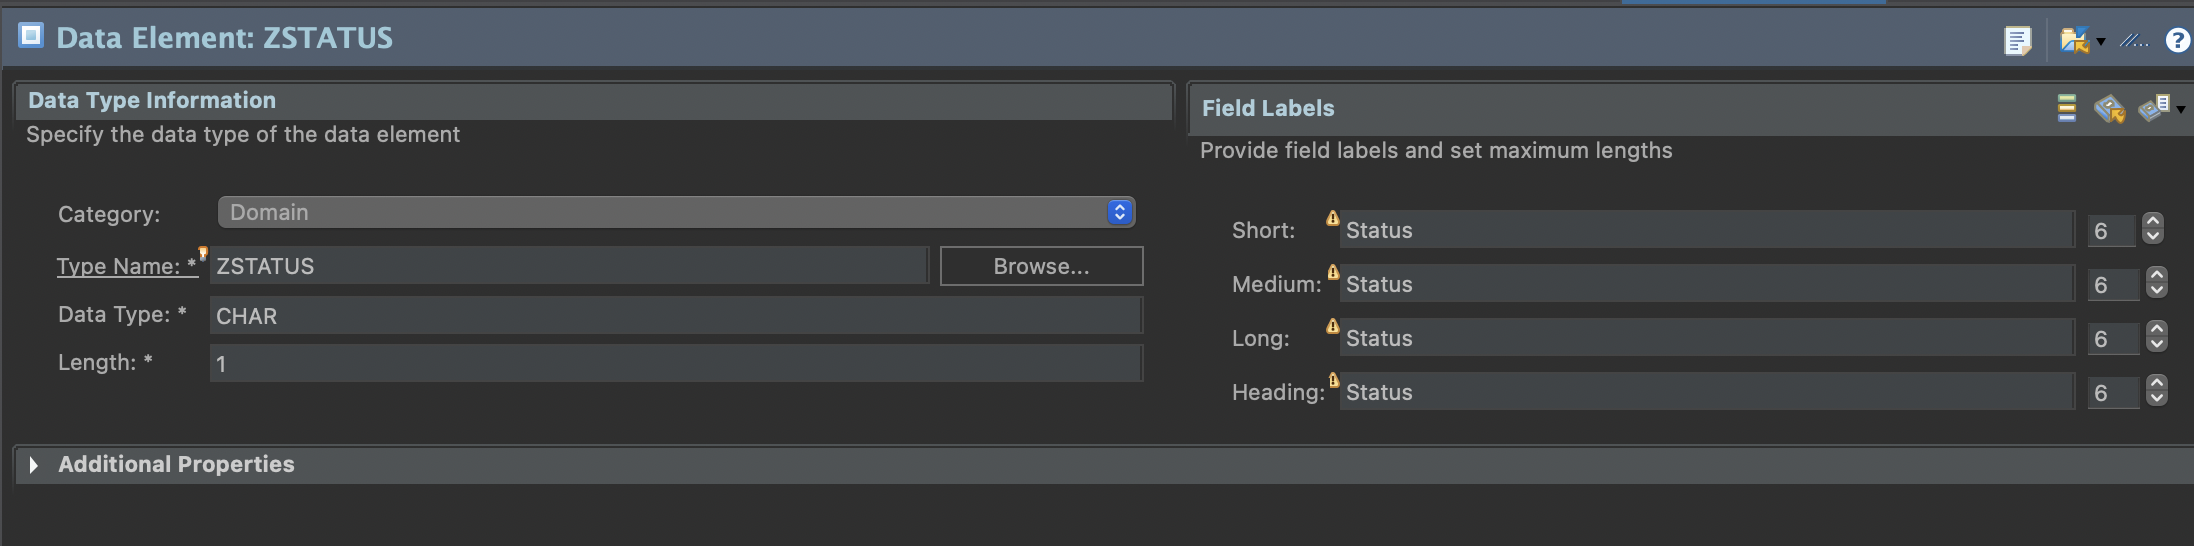 Data Element: ZSTATUS
Data Type Information
Specify the data type of the data element
Category: Domain
Type Name: * ZSTATUS Browse...
Data Type: * CHAR
Length: * 1
Field Labels
Provide field labels and set maximum lengths
Short: Status 6
Medium: Status 6
Long: Status 6
Heading: Status 6
Additional Properties